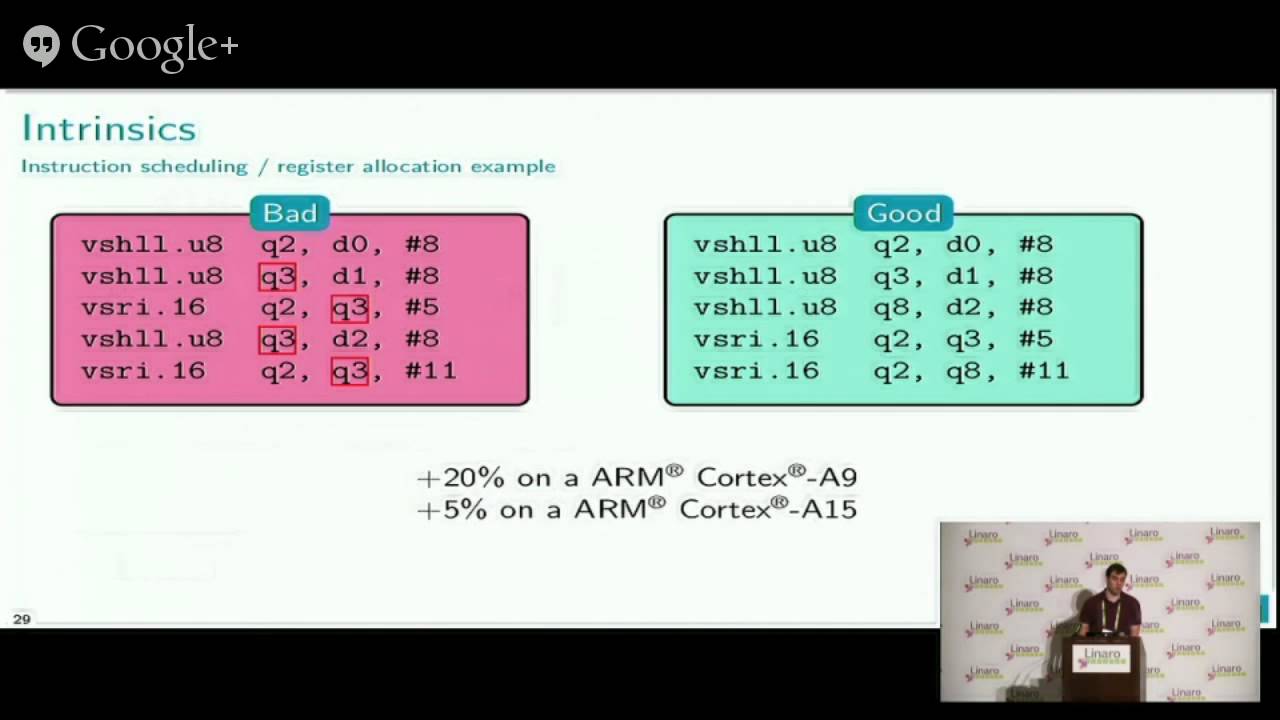 Google+
Intrinsics
Instruction scheduling / register allocation example
Bad
vshll.u8 q2, d0, #8
vshll.u8 q3, d1, #8
vsri.16 q2, q3, #5
vshll.u8 q3, d2, #8
vsri.16 q2, q3, #11
Good
vshll.u8 q2, d0, #8
vshll.u8 q3, d1, #8
vshll.u8 q8, d2, #8
vsri.16 q2, q3, #5
vsri.16 q2, q8, #11
+20% on a ARM® Cortex®-A9
+5% on a ARM® Cortex®-A15
29
Linaro Linaro Linaro Linaro
Linaro Linaro Linaro
Linaro Linaro Linaro
Linaro Linaro Linaro
Linaro Linaro
Linaro
Linaro Linaro
Linaro Linaro
Linaro Linaro